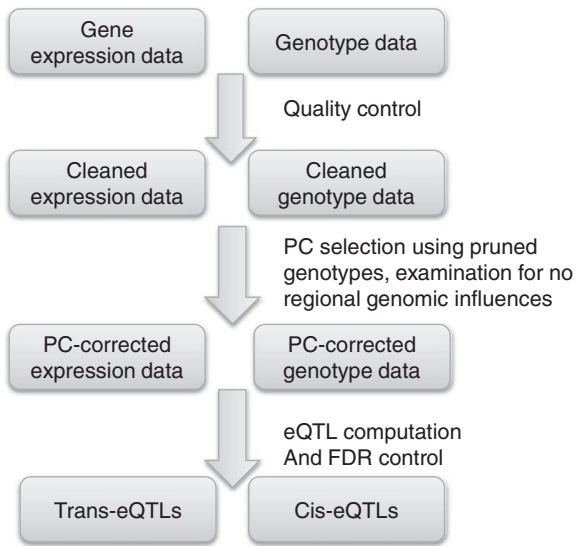 Gene
expression data
Genotype data
Quality control
Cleaned
expression data
Cleaned
genotype data
PC selection using pruned
genotypes, examination for no
regional genomic influences
PC-corrected
expression data
PC-corrected
genotype data
eQTL computation
And FDR control
Trans-eQTLs
Cis-eQTLs